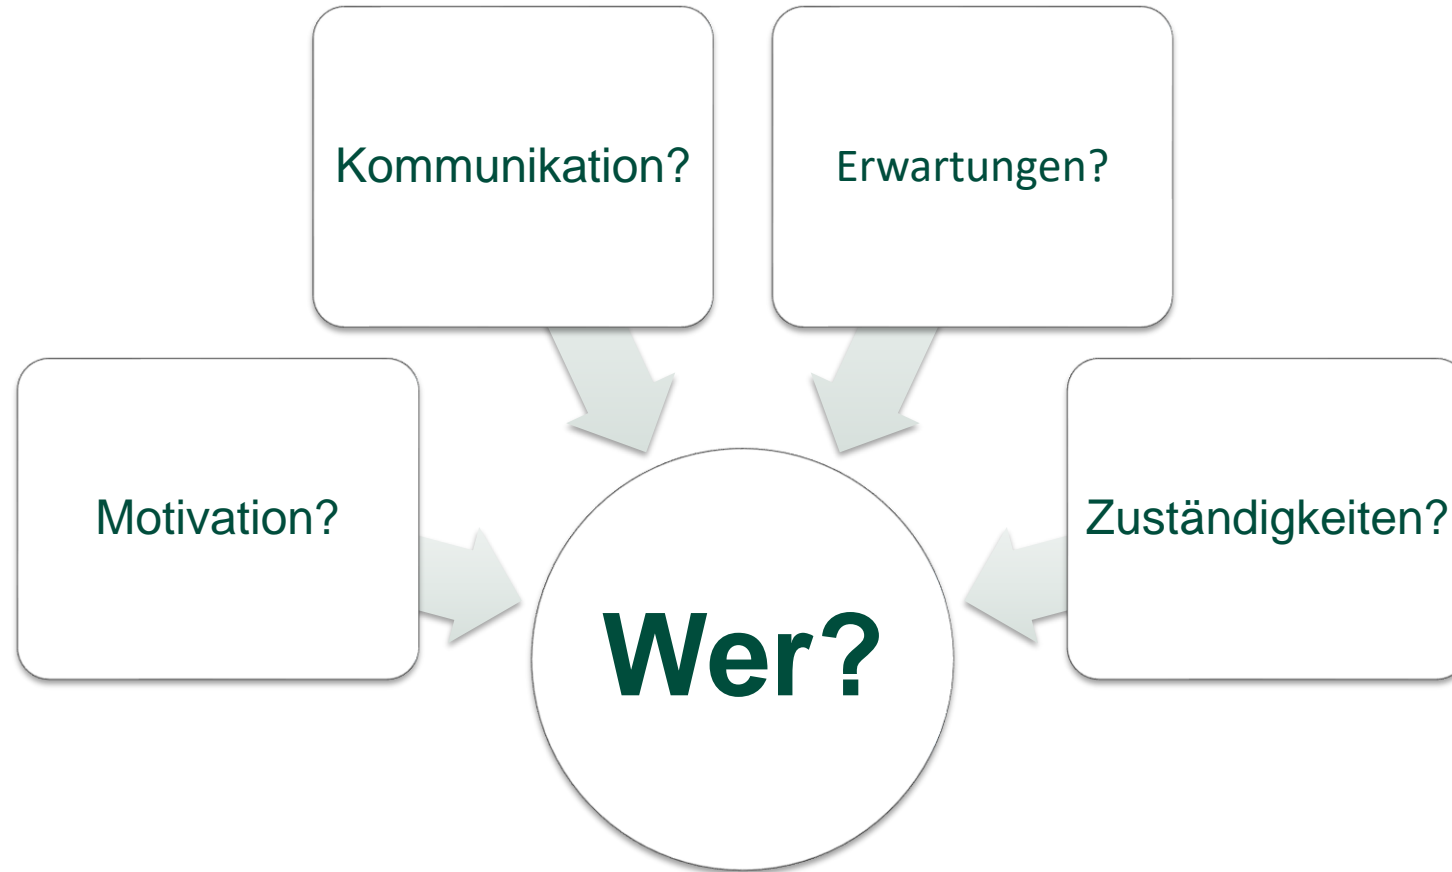 Kommunikation?
Erwartungen?
Motivation?
Zuständigkeiten?
Wer?